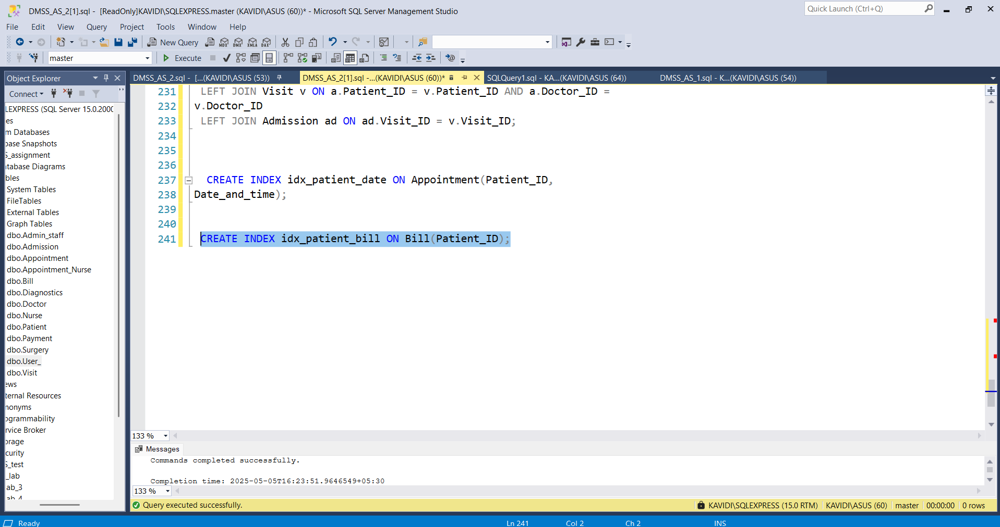 DMSS_AS_2[1].sql - [ReadOnly]KAVIDI\SQLEXPRESS.master (KAVIDI\ASUS (60))* - Microsoft SQL Server Management Studio
Quick Launch (Ctrl+Q)
File Edit View Query Project Tools Window Help
New Query MDX DMX XMLA DAX
master Execute
Object Explorer
Connect
LEXPRESS (SQL Server 15.0.2000
es
m Databases
base Snapshots
S_assignment
atabase Diagrams
bles
System Tables
FileTables
External Tables
Graph Tables
dbo.Admin_staff
dbo.Admission
dbo.Appointment
dbo.Appointment_Nurse
dbo.Bill
dbo.Diagnostics
dbo.Doctor
dbo.Nurse
dbo.Patient
dbo.Payment
dbo.Surgery
dbo.User_
dbo.Visit
ews
ternal Resources
nonyms
ogrammability
rvice Broker
orage
curity
S_test
_lab
ab_3
ab_4
DMSS_AS_2.sql - [...(KAVIDI\ASUS (53)) DMSS_AS_2[1].sql -...(KAVIDI\ASUS (60))* SQLQuery1.sql - KA...(KAVIDI\ASUS (64)) DMSS_AS_1.sql - K...(KAVIDI\ASUS (54))
231 LEFT JOIN Visit v ON a.Patient_ID = v.Patient_ID AND a.Doctor_ID =
232 v.Doctor_ID
233 LEFT JOIN Admission ad ON ad.Visit_ID = v.Visit_ID;
234
235
236
237 CREATE INDEX idx_patient_date ON Appointment(Patient_ID,
238 Date_and_time);
239
240
241 CREATE INDEX idx_patient_bill ON Bill(Patient_ID);
133 %
Messages
Commands completed successfully.
Completion time: 2025-05-05T16:23:51.9646549+05:30
133 %
Query executed successfully. KAVIDI\SQLEXPRESS (15.0 RTM) KAVIDI\ASUS (60) master 00:00:00 0 rows
Ready Ln 241 Col 2 Ch 2 INS